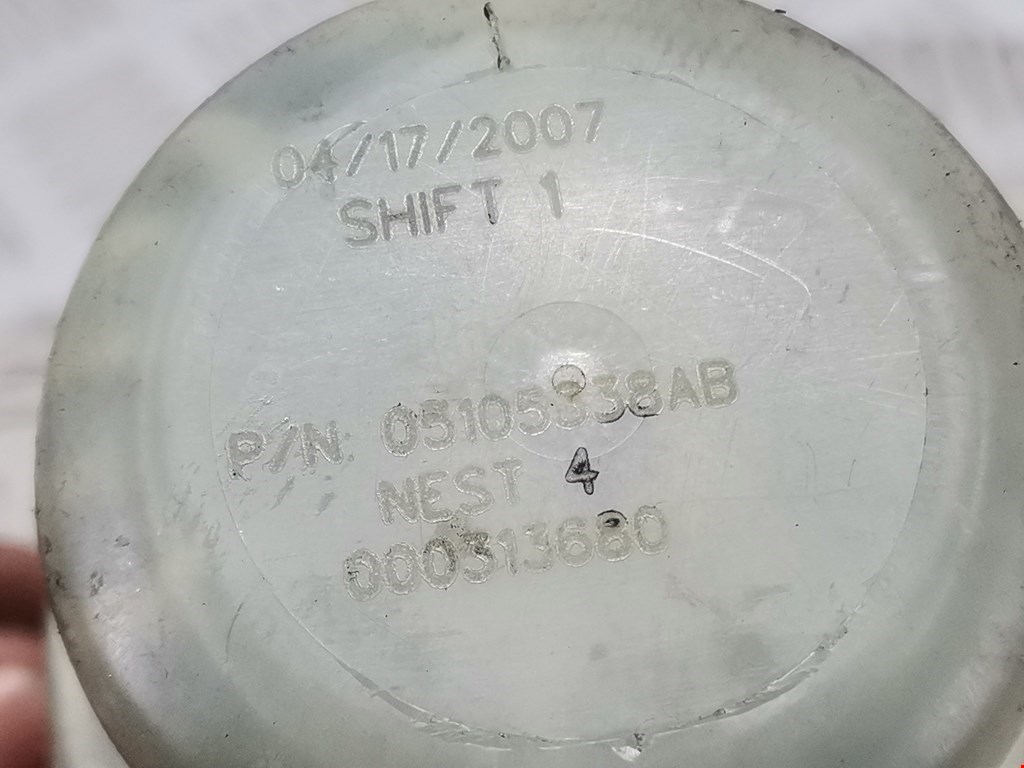 04/17/2007
SHIFT 1
P/N 05105338AB
NEST 4
000313680